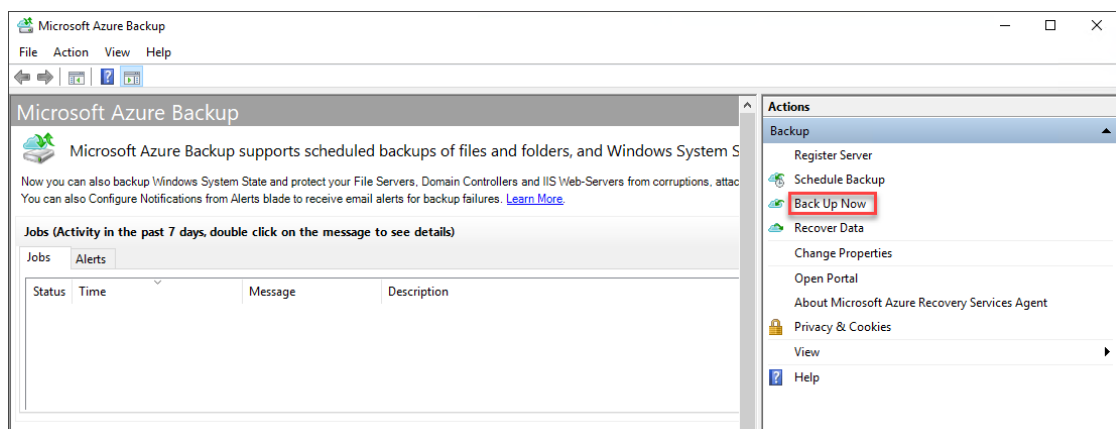 Microsoft Azure Backup
File Action View Help
Microsoft Azure Backup
Microsoft Azure Backup supports scheduled backups of files and folders, and Windows System S
Now you can also backup Windows System State and protect your File Servers, Domain Controllers and IIS Web-Servers from corruptions, attac
You can also Configure Notifications from Alerts blade to receive email alerts for backup failures. Learn More.
Jobs (Activity in the past 7 days, double click on the message to see details)
Jobs Alerts
Status Time Message Description
Actions
Backup
Register Server
Schedule Backup
Back Up Now
Recover Data
Change Properties
Open Portal
About Microsoft Azure Recovery Services Agent
Privacy & Cookies
View
Help